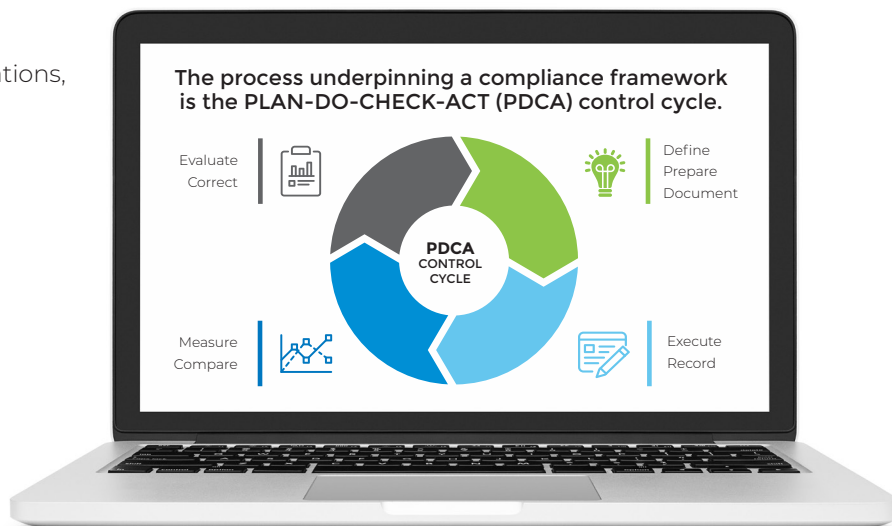 ations,
The process underpinning a compliance framework
is the PLAN-DO-CHECK-ACT (PDCA) control cycle.
Evaluate
Correct
Define
Prepare
Document
PDCA
CONTROL
CYCLE
Measure
Compare
Execute
Record